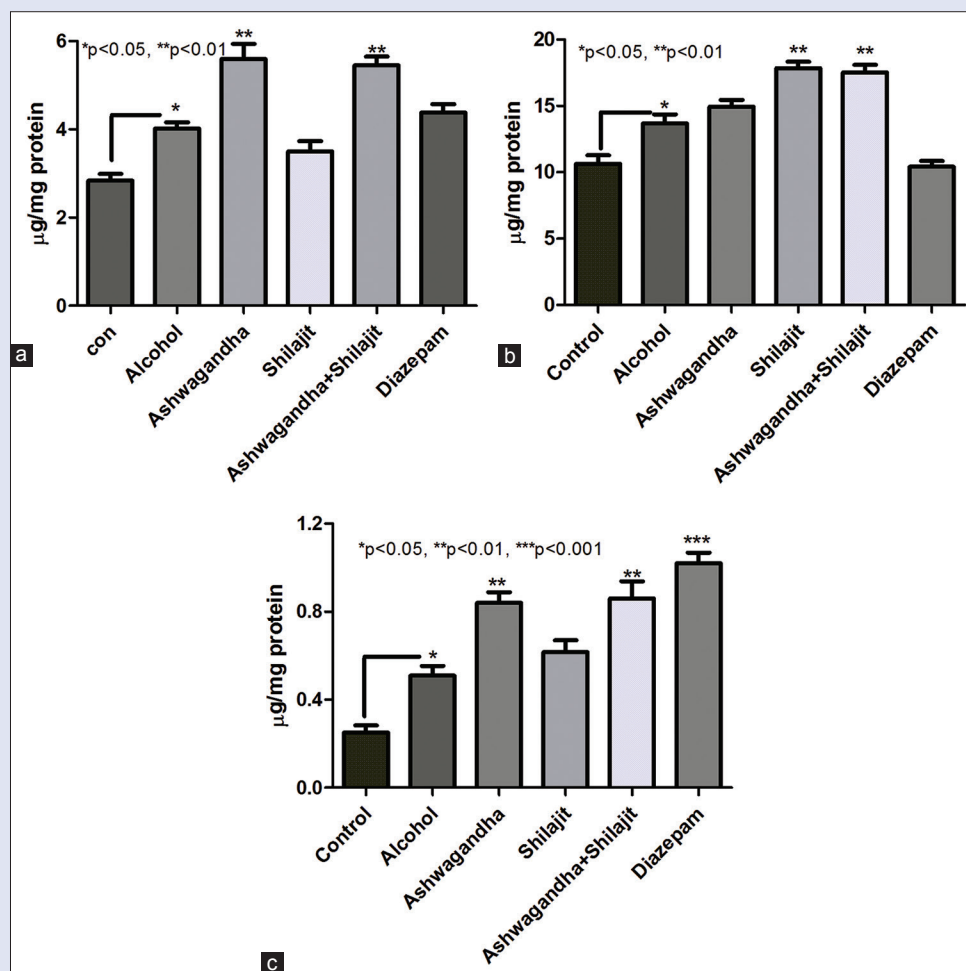 *p<0.05, **p<0.01
6
4
2
0
µg/mg protein
*
**
**
con
Alcohol
Ashwagandha
Shilajit
Ashwagandha+Shilajit
Diazepam
a
*p<0.05, **p<0.01
20
15
10
5
0
µg/mg protein
*
**
**
Control
Alcohol
Ashwagandha
Shilajit
Ashwagandha+Shilajit
Diazepam
b
*p<0.05, **p<0.01, ***p<0.001
1.2
0.8
0.4
0.0
µg/mg protein
*
**
**
***
Control
Alcohol
Ashwagandha
Shilajit
Ashwagandha+Shilajit
Diazepam
c